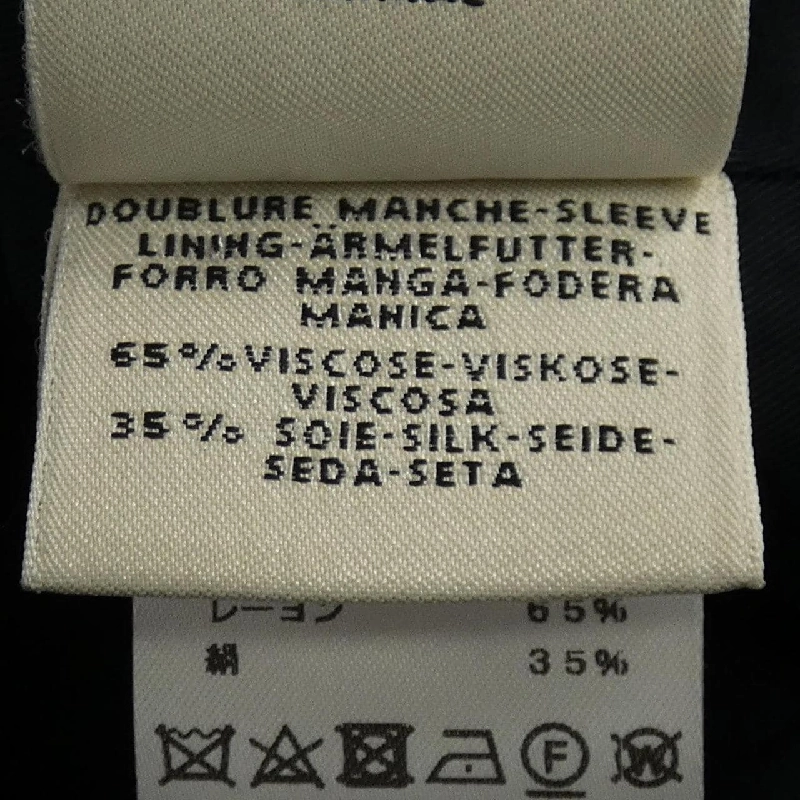 DOUBLURE MANCHE-SLEEVE
LINING-ÄRMELFUTTER-
FORRO MANGA-FODERA
MANICA
65%VISCOSE-VISKOSE-
VISCOSA
35% SOIE-SILK-SEIDE-
SEDA-SETA
レーヨン 65%
絹 35%
F W